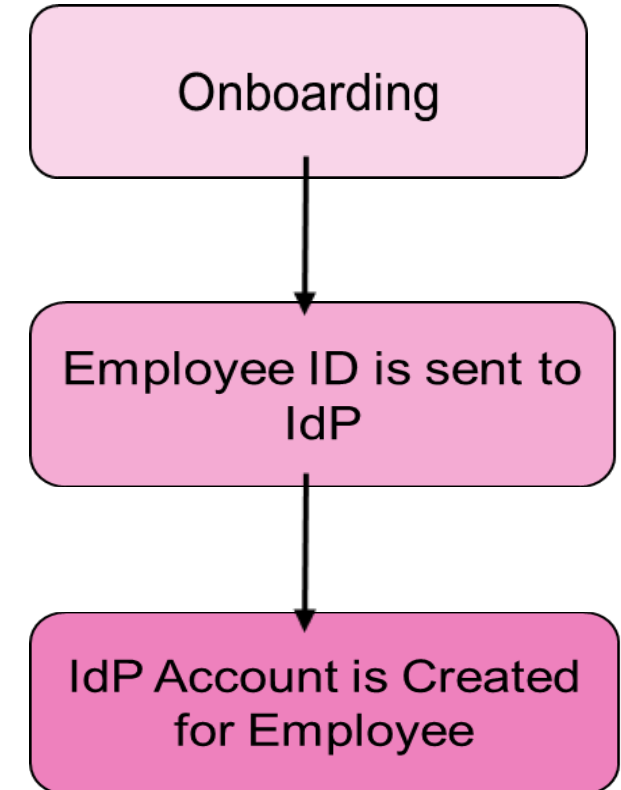 Onboarding
Employee ID is sent to
IdP
IdP Account is Created
for Employee